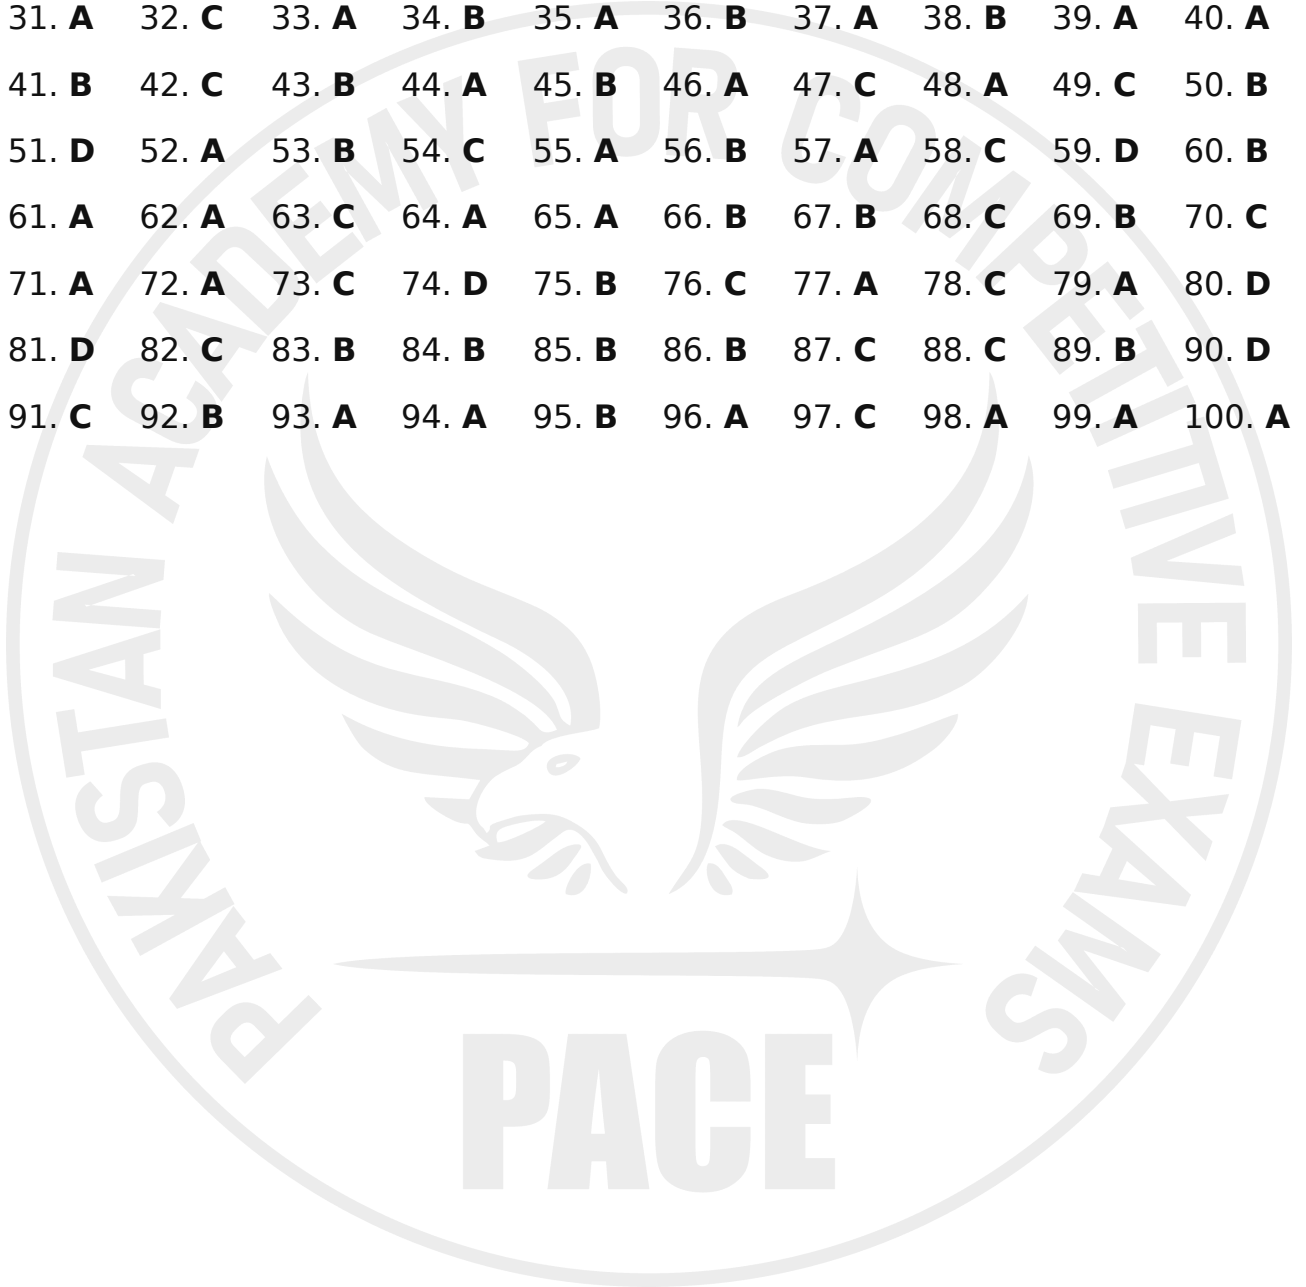 31. A 32. C 33. A 34. B 35. A 36. B 37. A 38. B 39. A 40. A
41. B 42. C 43. B 44. A 45. B 46. A 47. C 48. A 49. C 50. B
51. D 52. A 53. B 54. C 55. A 56. B 57. A 58. C 59. D 60. B
61. A 62. A 63. C 64. A 65. A 66. B 67. B 68. C 69. B 70. C
71. A 72. A 73. C 74. D 75. B 76. C 77. A 78. C 79. A 80. D
81. D 82. C 83. B 84. B 85. B 86. B 87. C 88. C 89. B 90. D
91. C 92. B 93. A 94. A 95. B 96. A 97. C 98. A 99. A 100. A
PAKISTAN ACADEMY FOR COMPETITIVE EXAMS
PACE